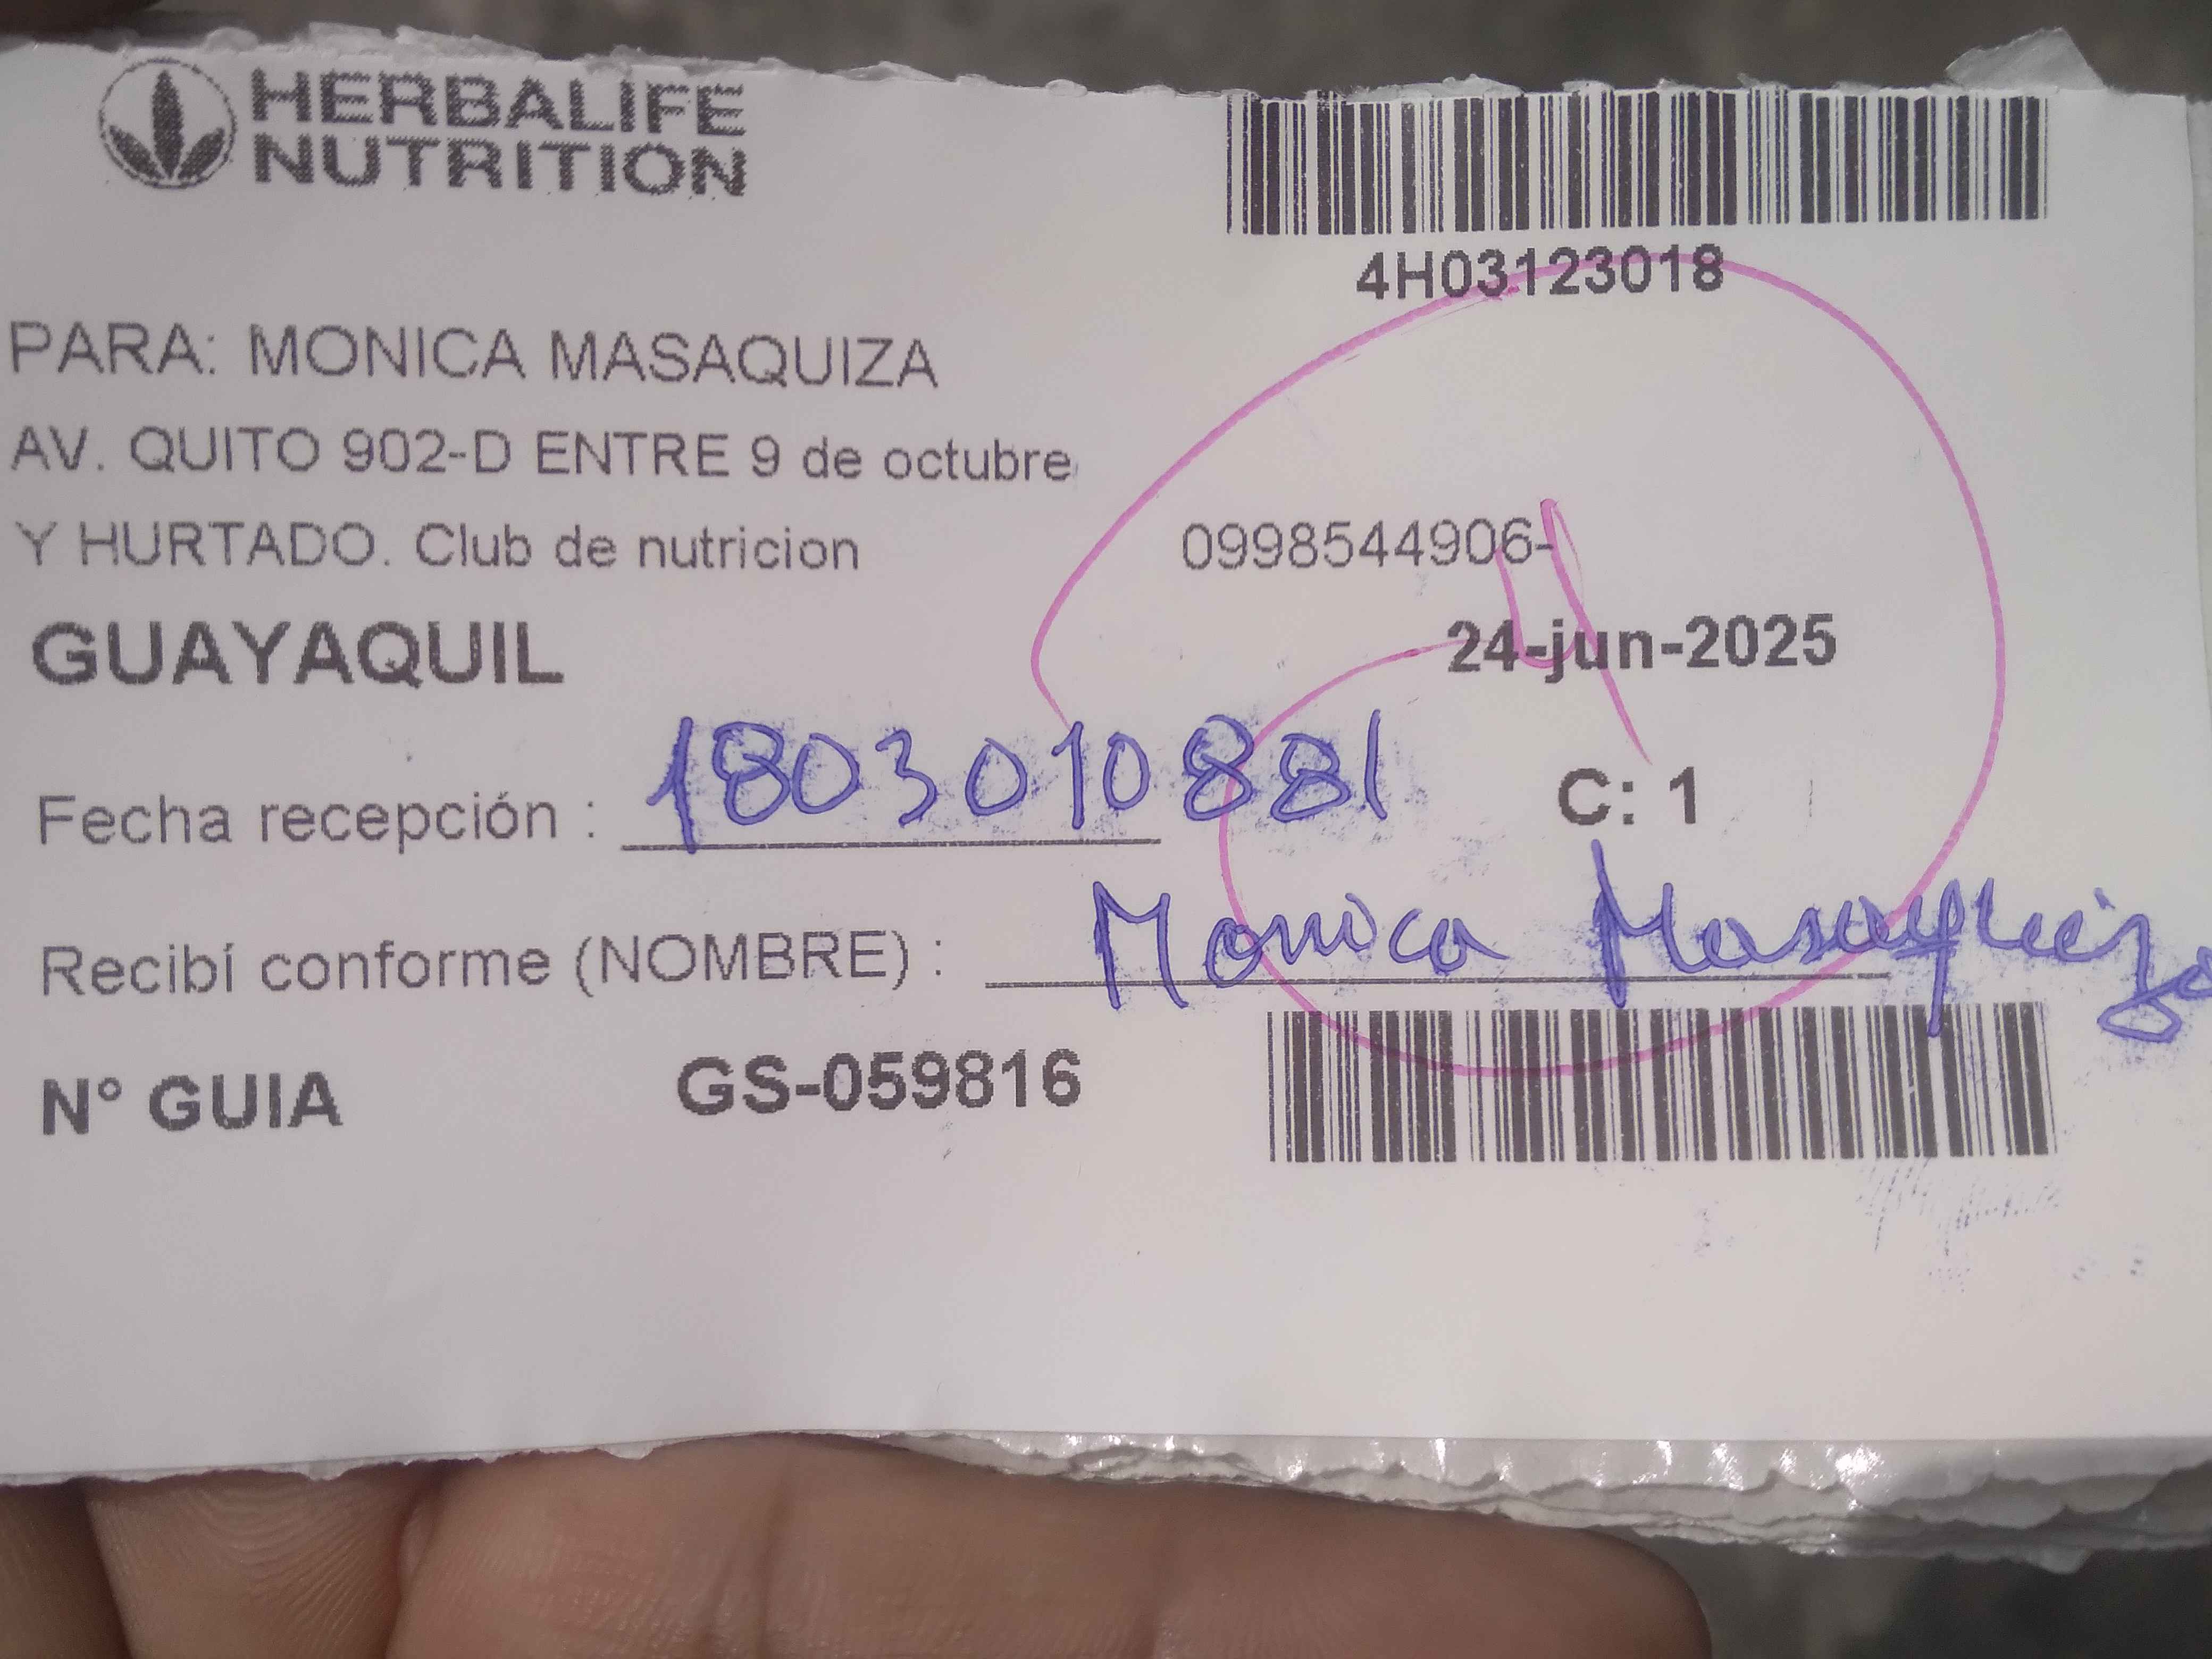 HERBALIFE
NUTRITION
4H03123018
PARA: MONICA MASAQUIZA
AV. QUITO 902-D ENTRE 9 de octubre
Y HURTADO. Club de nutricion 0998544906-
GUAYAQUIL 24-jun-2025
Fecha recepción : 1803010881 C: 1
Recibí conforme (NOMBRE) : Monica Masaquiza
N° GUIA GS-059816